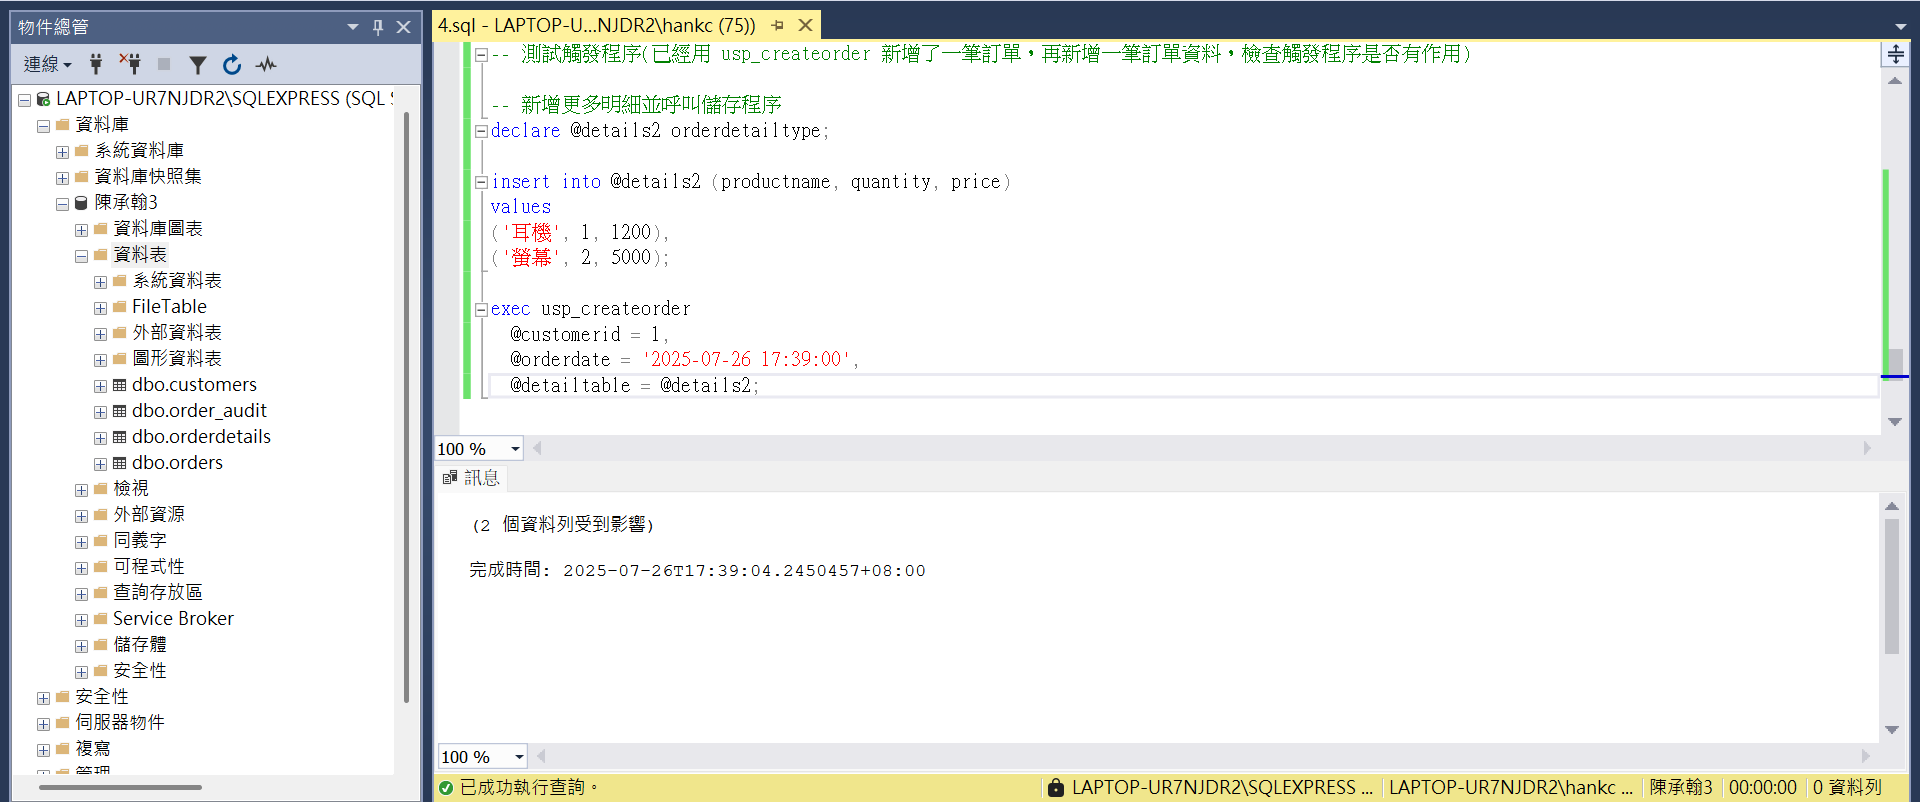 物件總管
連線
LAPTOP-UR7NJDR2\SQLEXPRESS (SQL S
資料庫
系統資料庫
資料庫快照集
陳承翰3
資料庫圖表
資料表
系統資料表
FileTable
外部資料表
圖形資料表
dbo.customers
dbo.order_audit
dbo.orderdetails
dbo.orders
檢視
外部資源
同義字
可程式性
查詢存放區
Service Broker
儲存體
安全性
安全性
伺服器物件
複寫
管理
4.sql - LAPTOP-U...NJDR2\hankc (75))
-- 測試觸發程序(已經用 usp_createorder 新增了一筆訂單，再新增一筆訂單資料，檢查觸發程序是否有作用)
-- 新增更多明細並呼叫儲存程序
declare @details2 orderdetailtype;
insert into @details2 (productname, quantity, price)
values
('耳機', 1, 1200),
('螢幕', 2, 5000);
exec usp_createorder
@customerid = 1,
@orderdate = '2025-07-26 17:39:00',
@detailtable = @details2;
100 %
訊息
(2 個資料列受到影響)
完成時間: 2025-07-26T17:39:04.2450457+08:00
100 %
已成功執行查詢。
LAPTOP-UR7NJDR2\SQLEXPRESS ...
LAPTOP-UR7NJDR2\hankc ...
陳承翰3
00:00:00
0 資料列